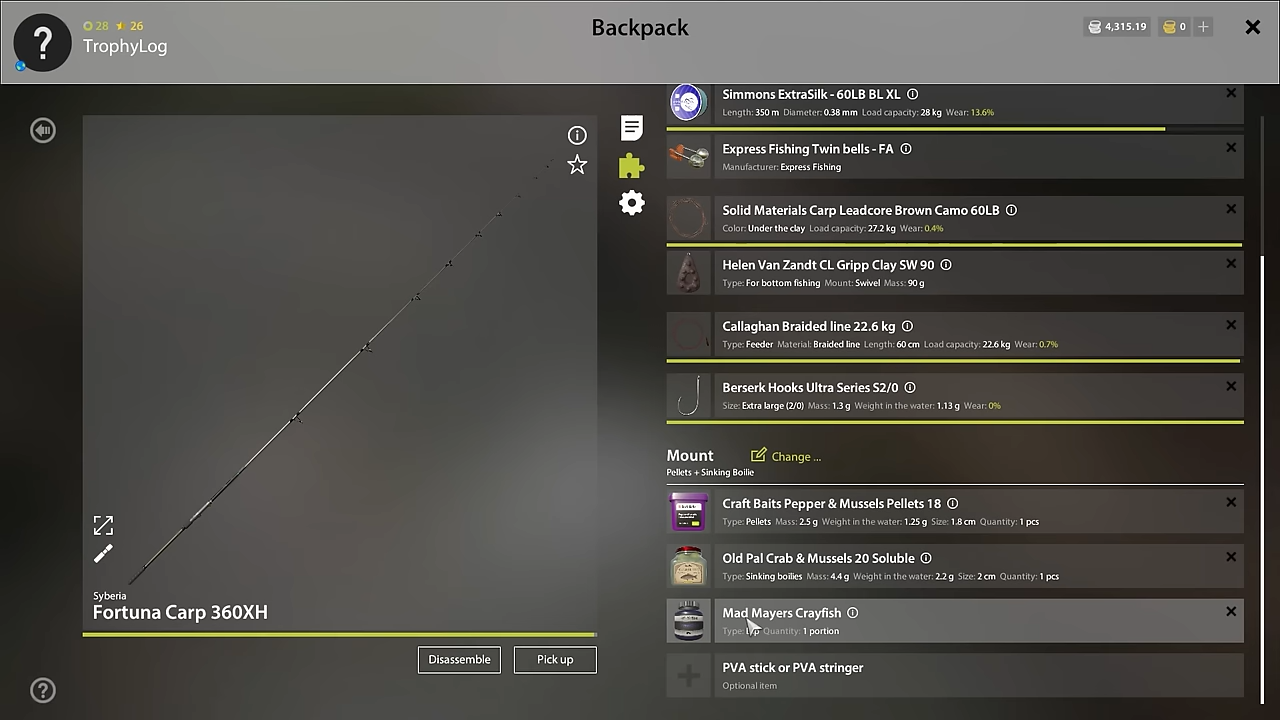 28 26
TrophyLog
Backpack
4,315.19 0
Simmons ExtraSilk - 60LB BL XL
Length: 350 m Diameter: 0.38 mm Load capacity: 28 kg Wear: 13.6%
Express Fishing Twin bells - FA
Manufacturer: Express Fishing
Solid Materials Carp Leadcore Brown Camo 60LB
Color: Under the clay Load capacity: 27.2 kg Wear: 0.4%
Helen Van Zandt CL Gripp Clay SW 90
Type: For bottom fishing Mount: Swivel Mass: 90 g
Callaghan Braided line 22.6 kg
Type: Feeder Material: Braided line Length: 60 cm Load capacity: 22.6 kg Wear: 0.7%
Berserk Hooks Ultra Series S2/0
Size: Extra large (2/0) Mass: 1.3 g Weight in the water: 1.13 g Wear: 0%
Mount Change ...
Pellets + Sinking Boilie
Craft Baits Pepper & Mussels Pellets 18
Type: Pellets Mass: 2.5 g Weight in the water: 1.25 g Size: 1.8 cm Quantity: 1 pcs
Old Pal Crab & Mussels 20 Soluble
Type: Sinking boilies Mass: 4.4 g Weight in the water: 2.2 g Size: 2 cm Quantity: 1 pcs
Mad Mayers Crayfish
Type: Quantity: 1 portion
PVA stick or PVA stringer
Optional item
Syberia
Fortuna Carp 360XH
Disassemble Pick up